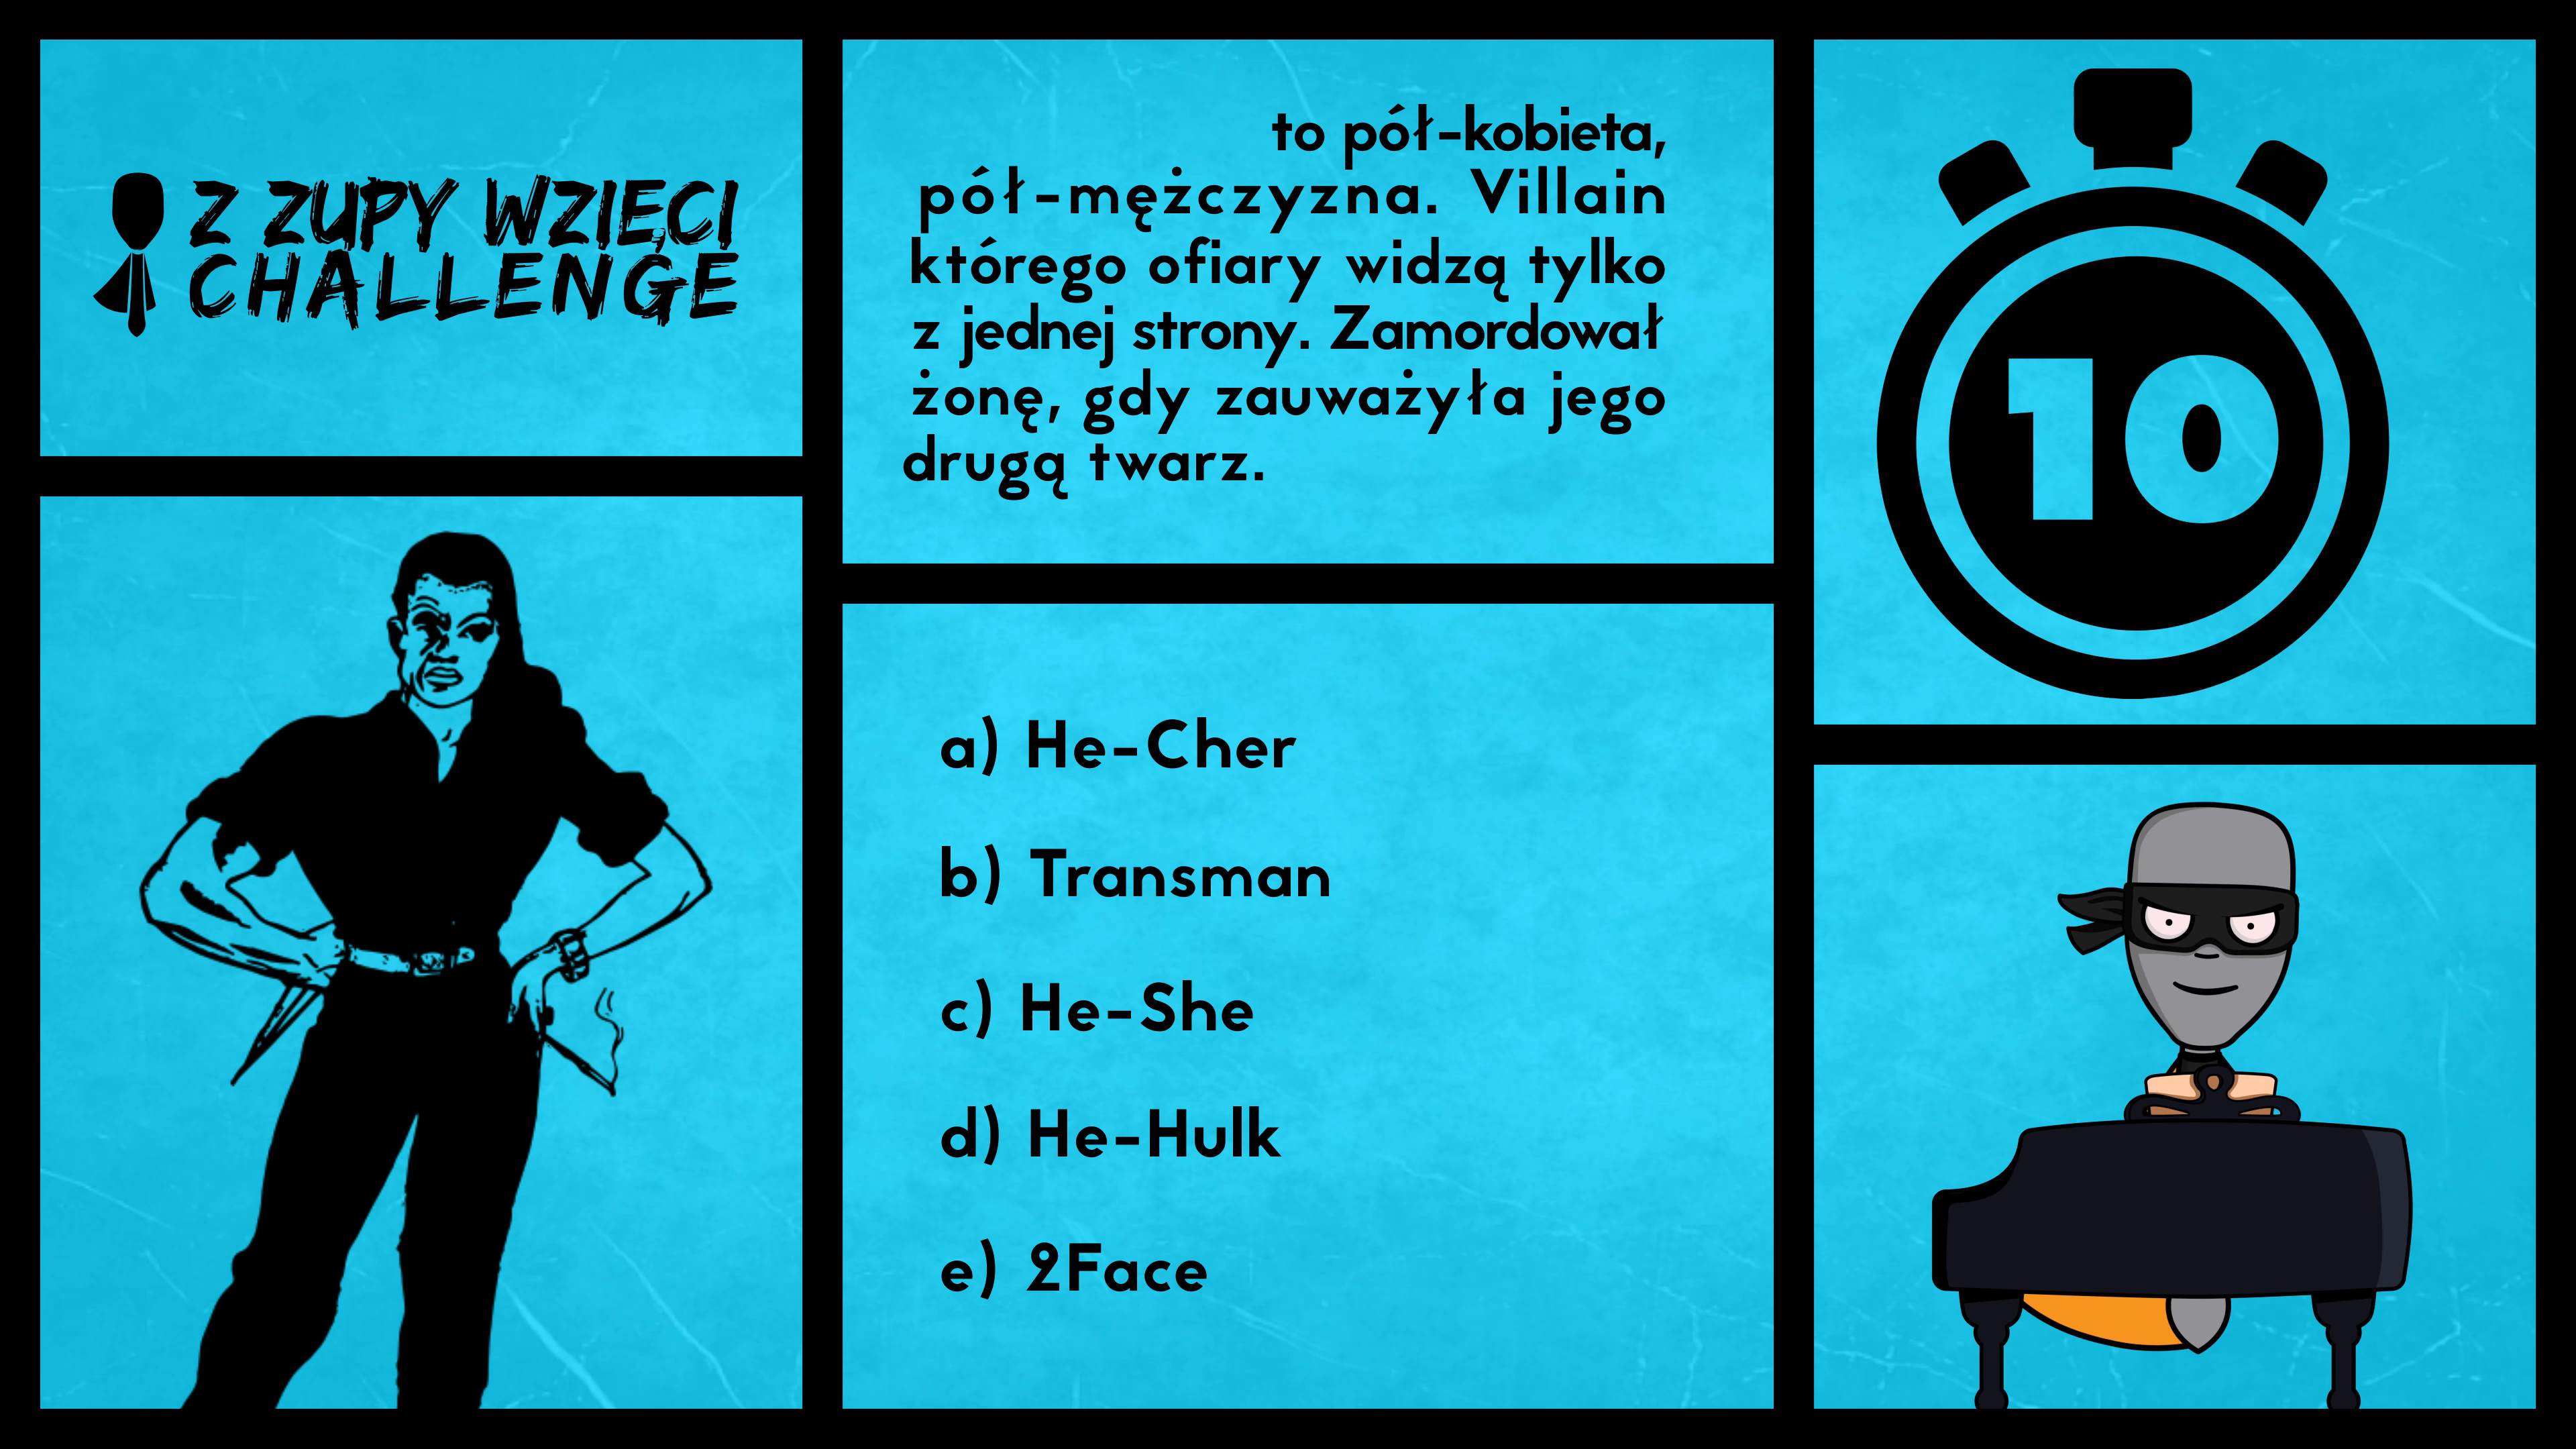 Z ZUPY WZIĘCI
CHALLENGE
to pół-kobieta,
pół-mężczyzna. Villain
którego ofiary widzą tylko
z jednej strony. Zamordował
żonę, gdy zauważyła jego
drugą twarz.
10
a) He-Cher
b) Transman
c) He-She
d) He-Hulk
e) 2Face